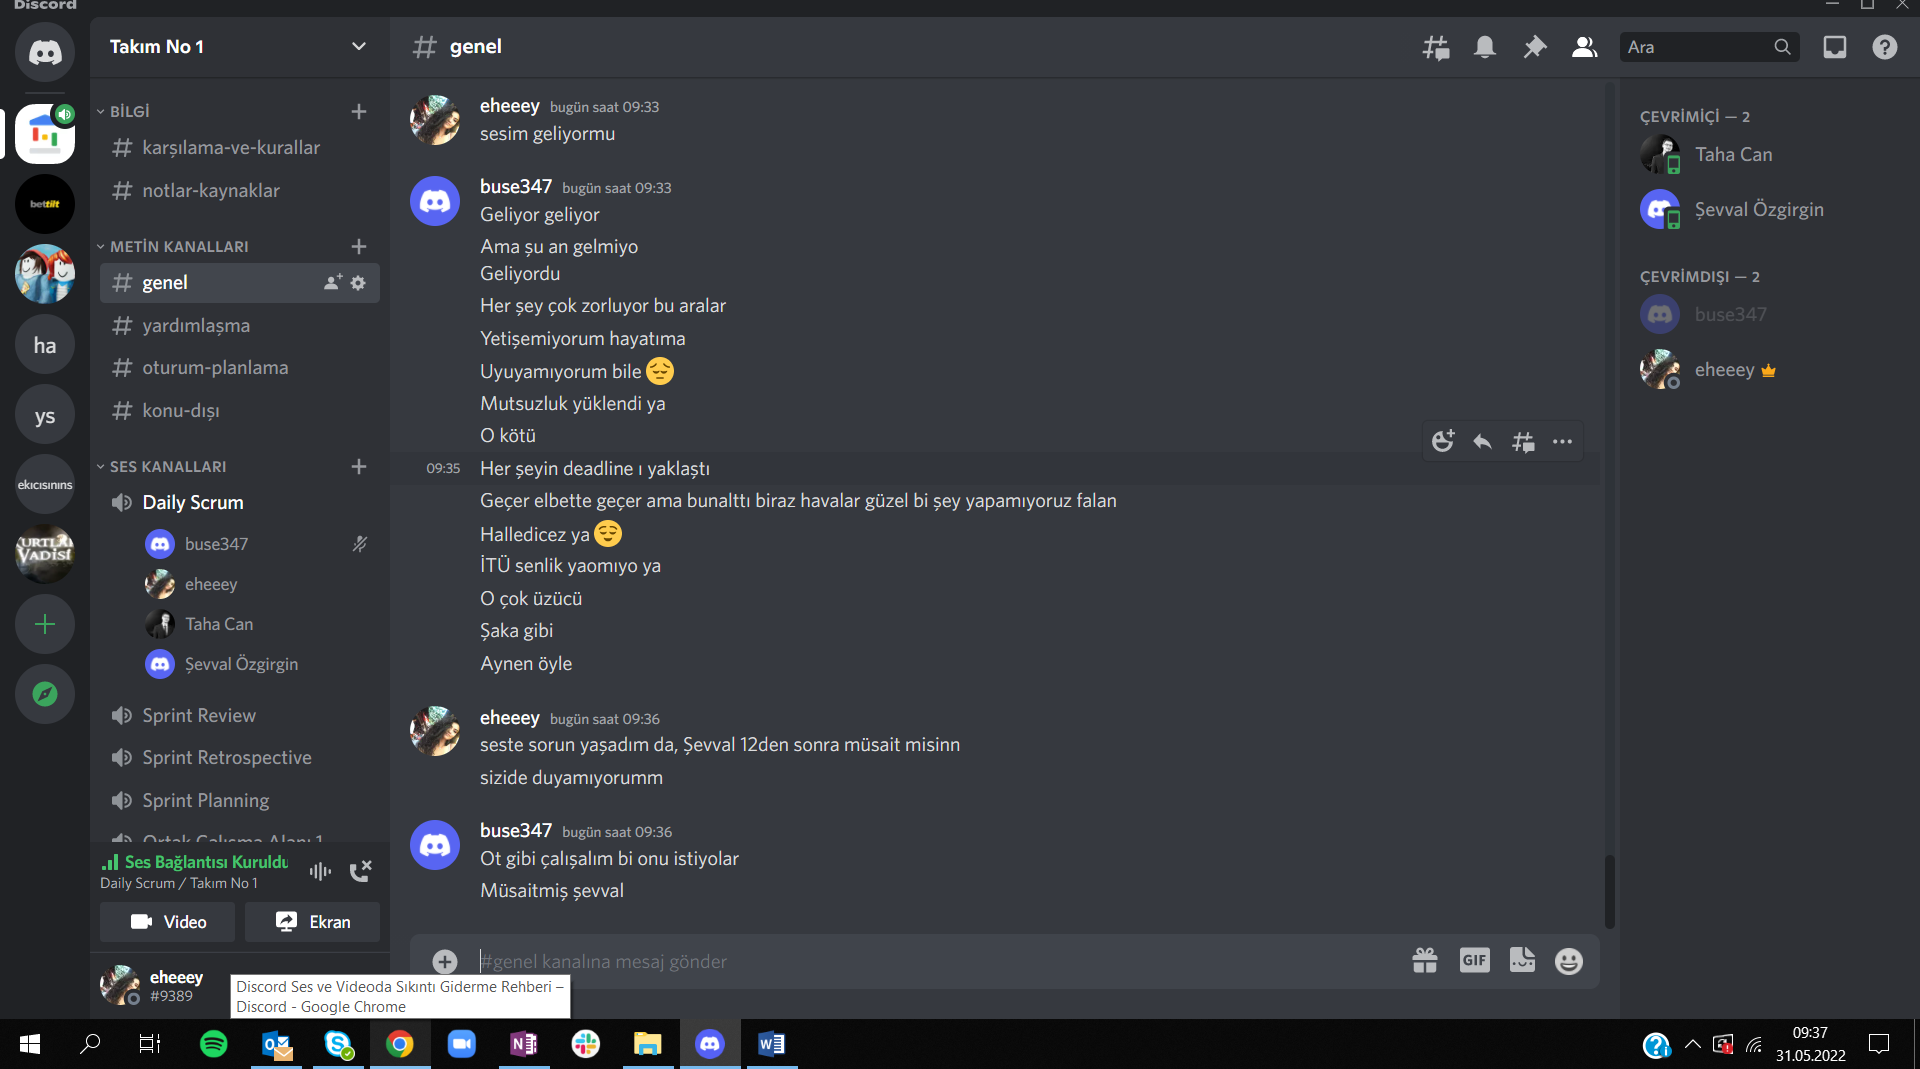 Discord
Takım No 1
genel
Ara
BİLGİ
karşılama-ve-kurallar
notlar-kaynaklar
METİN KANALLARI
genel
yardımlaşma
oturum-planlama
konu-dışı
SES KANALLARI
Daily Scrum
buse347
eheeey
Taha Can
Şevval Özgirgin
Sprint Review
Sprint Retrospective
Sprint Planning
Ortak Çalışma Alanı 1
Ses Bağlantısı Kuruldu
Daily Scrum / Takım No 1
Video
Ekran
eheeey
#9389
bettilt
ha
ys
ekicisinins
VADİSİ
eheeey bugün saat 09:33
sesim geliyormu
buse347 bugün saat 09:33
Geliyor geliyor
Ama şu an gelmiyo
Geliyordu
Her şey çok zorluyor bu aralar
Yetişemiyorum hayatıma
Uyuyamıyorum bile 😔
Mutsuzluk yüklendi ya
O kötü
09:35 Her şeyin deadline ı yaklaştı
Geçer elbette geçer ama bunalttı biraz havalar güzel bi şey yapamıyoruz falan
Halledicez ya 😌
İTÜ senlik yaomıyo ya
O çok üzücü
Şaka gibi
Aynen öyle
eheeey bugün saat 09:36
seste sorun yaşadım da, Şevval 12den sonra müsait misinn
sizide duyamıyorumm
buse347 bugün saat 09:36
Ot gibi çalışalım bi onu istiyolar
Müsaitmiş şevval
#genel kanalına mesaj gönder
GIF
Discord Ses ve Videoda Sıkıntı Giderme Rehberi –
Discord - Google Chrome
ÇEVRİMİÇİ — 2
Taha Can
Şevval Özgirgin
ÇEVRİMDIŞI — 2
buse347
eheeey
09:37
31.05.2022